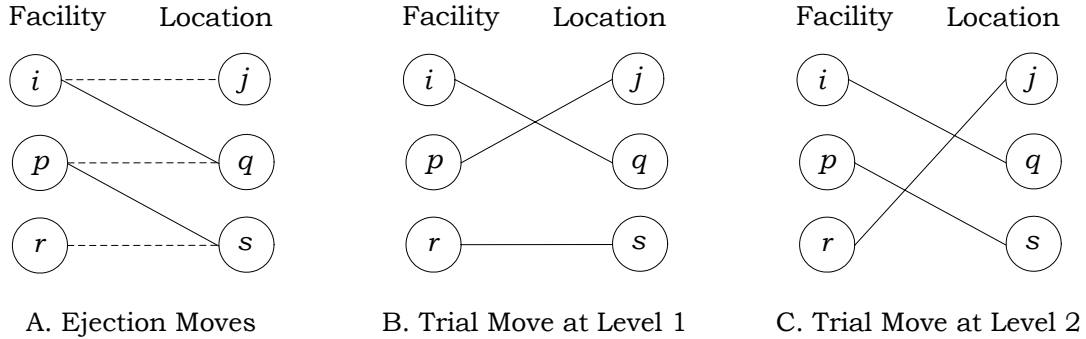 Facility Location Facility Location Facility Location
i j i j i j
p q p q p q
r s r s r s
A. Ejection Moves B. Trial Move at Level 1 C. Trial Move at Level 2